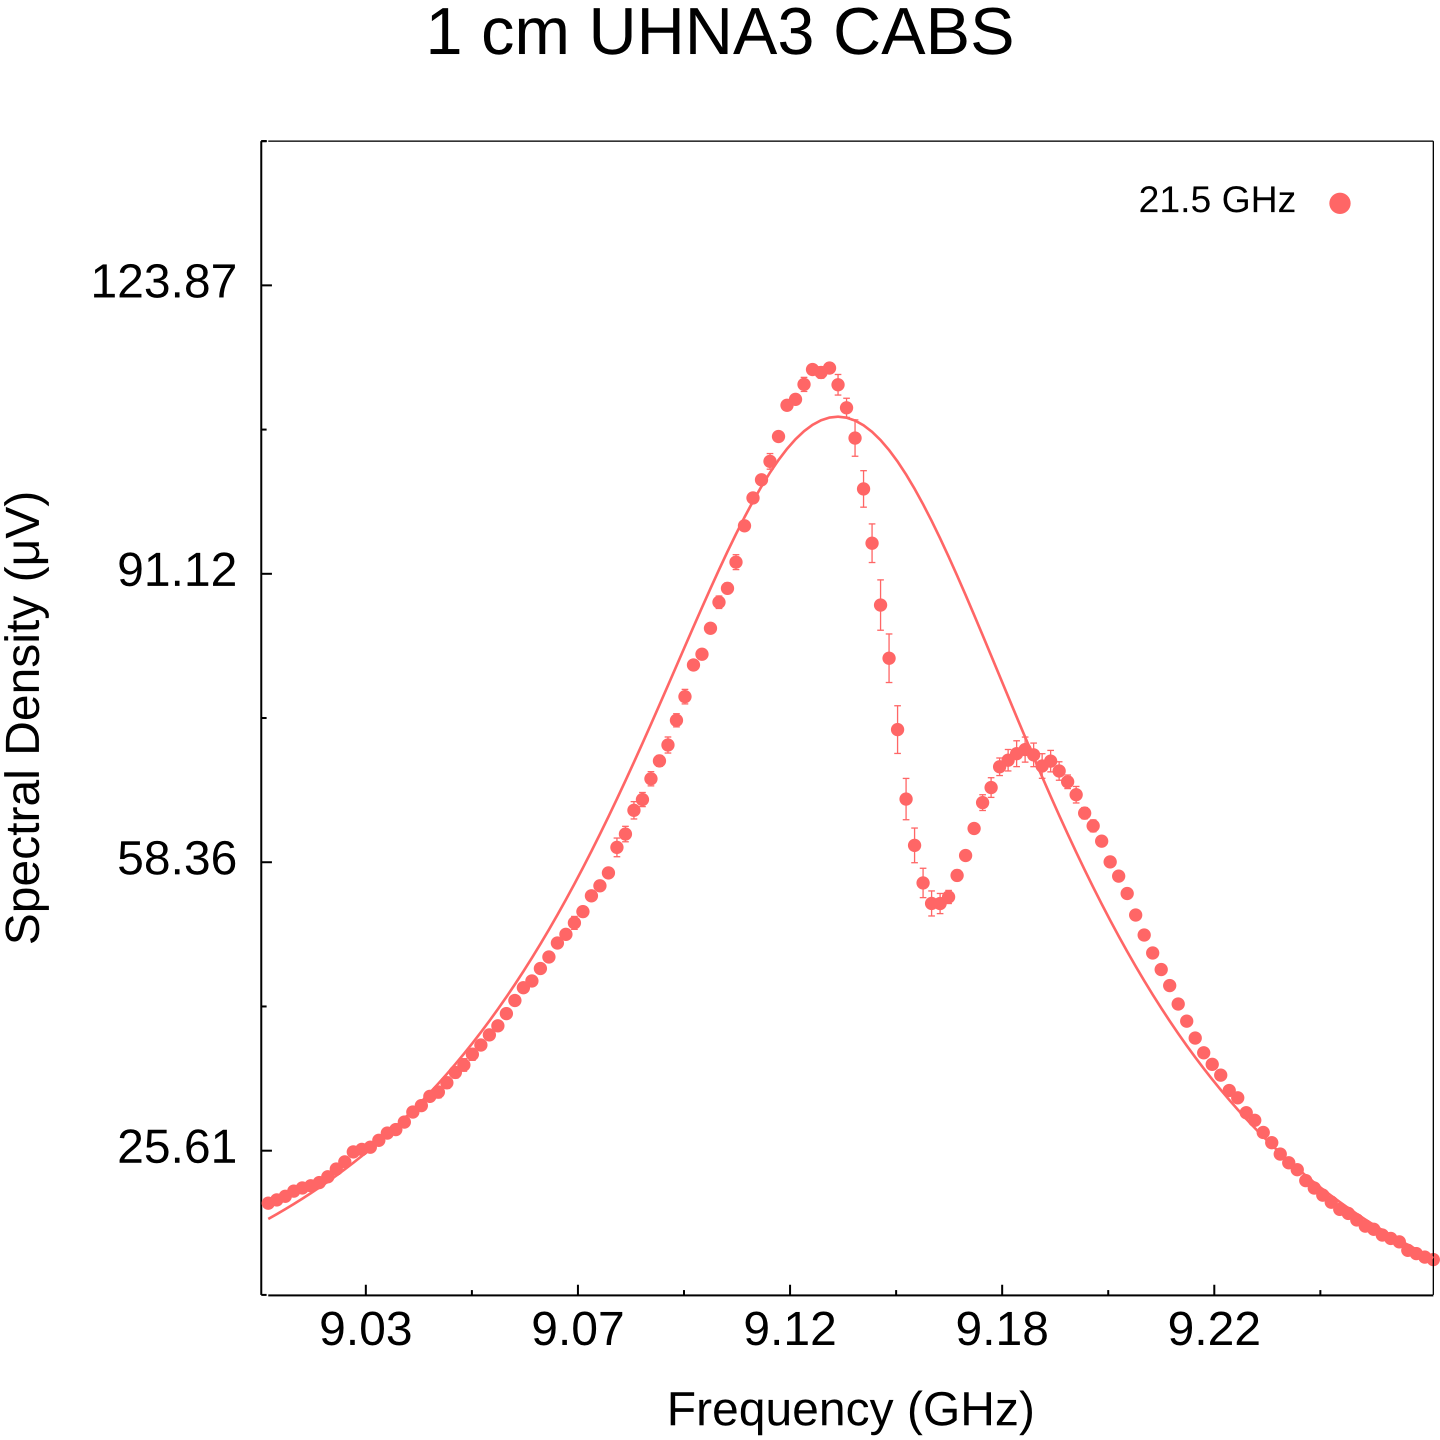 1 cm UHNA3 CABS
21.5 GHz
123.87
91.12
58.36
25.61
Spectral Density (μV)
9.03 9.07 9.12 9.18 9.22
Frequency (GHz)